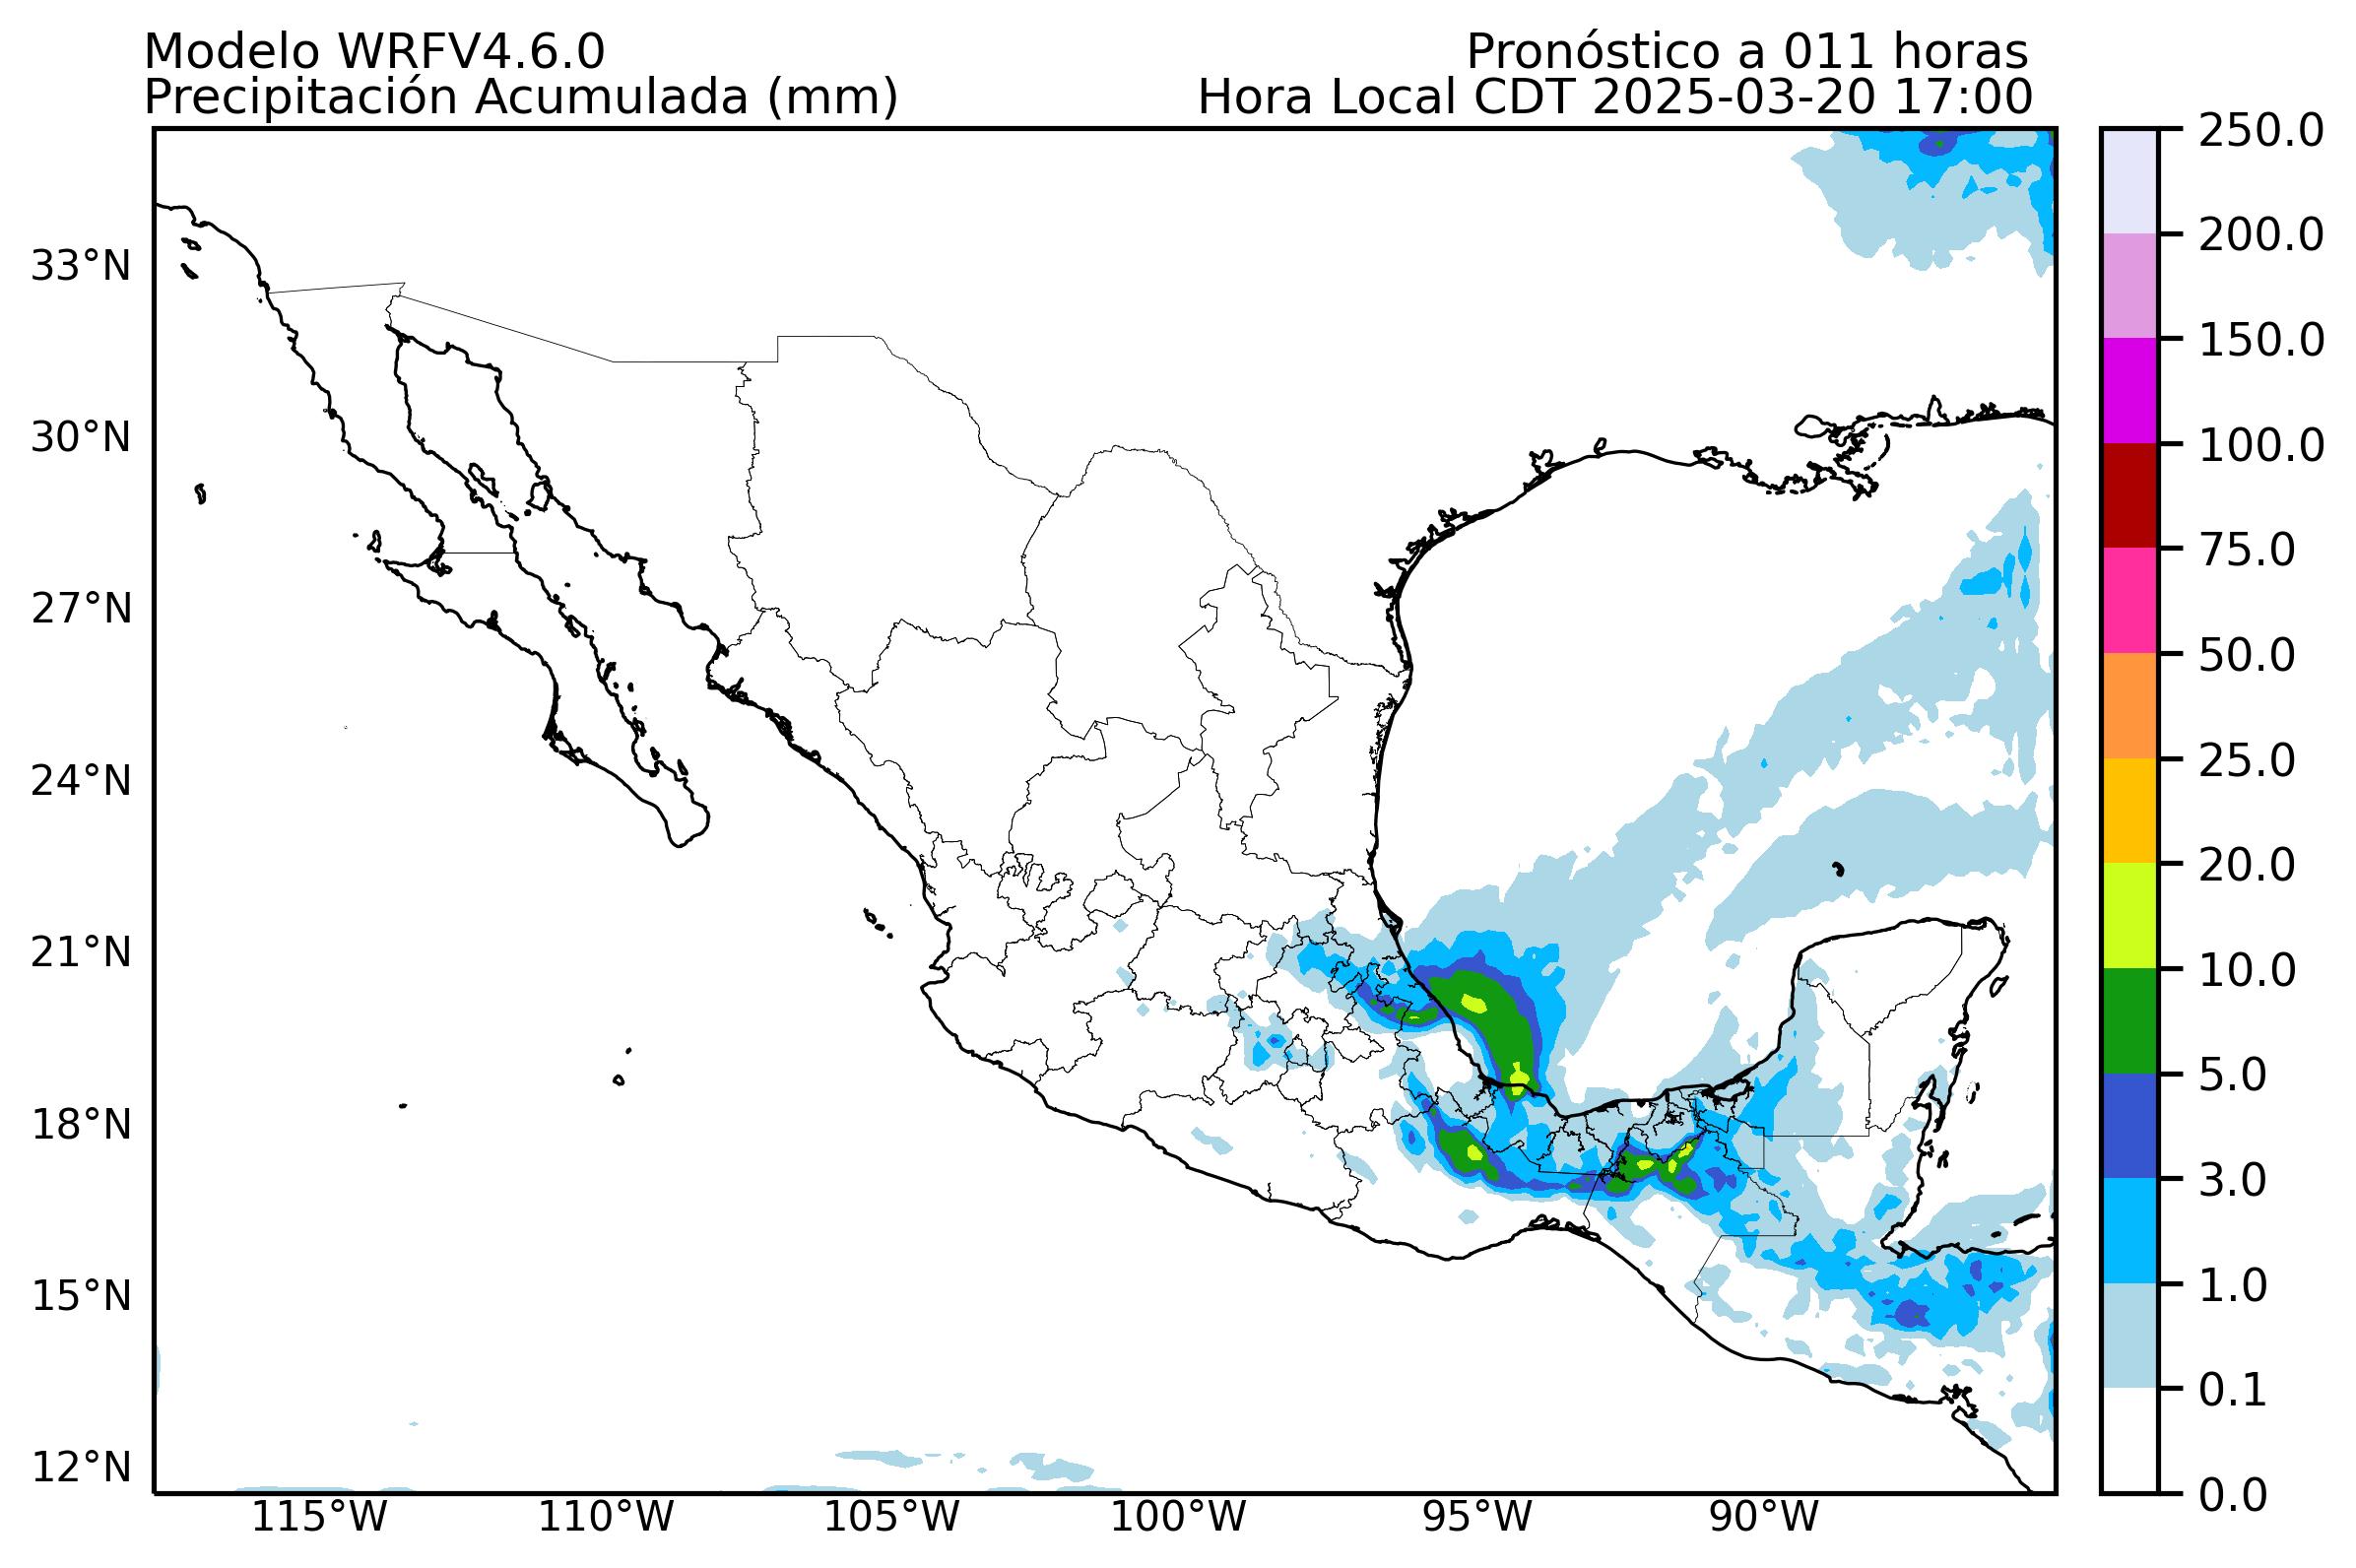 Modelo WRFV4.6.0
Pronóstico a 011 horas
Precipitación Acumulada (mm)
Hora Local CDT 2025-03-20 17:00
33°N
30°N
27°N
24°N
21°N
18°N
15°N
12°N
115°W
110°W
105°W
100°W
95°W
90°W
250.0
200.0
150.0
100.0
75.0
50.0
25.0
20.0
10.0
5.0
3.0
1.0
0.1
0.0